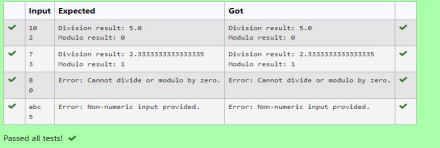 Input Expected Got
10 Division result: 5.0 Division result: 5.0
2 Modulo result: 0 Modulo result: 0
7 Division result: 2.3333333333333335 Division result: 2.3333333333333335
3 Modulo result: 1 Modulo result: 1
8 Error: Cannot divide or modulo by zero. Error: Cannot divide or modulo by zero.
0
abc Error: Non-numeric input provided. Error: Non-numeric input provided.
5
Passed all tests!